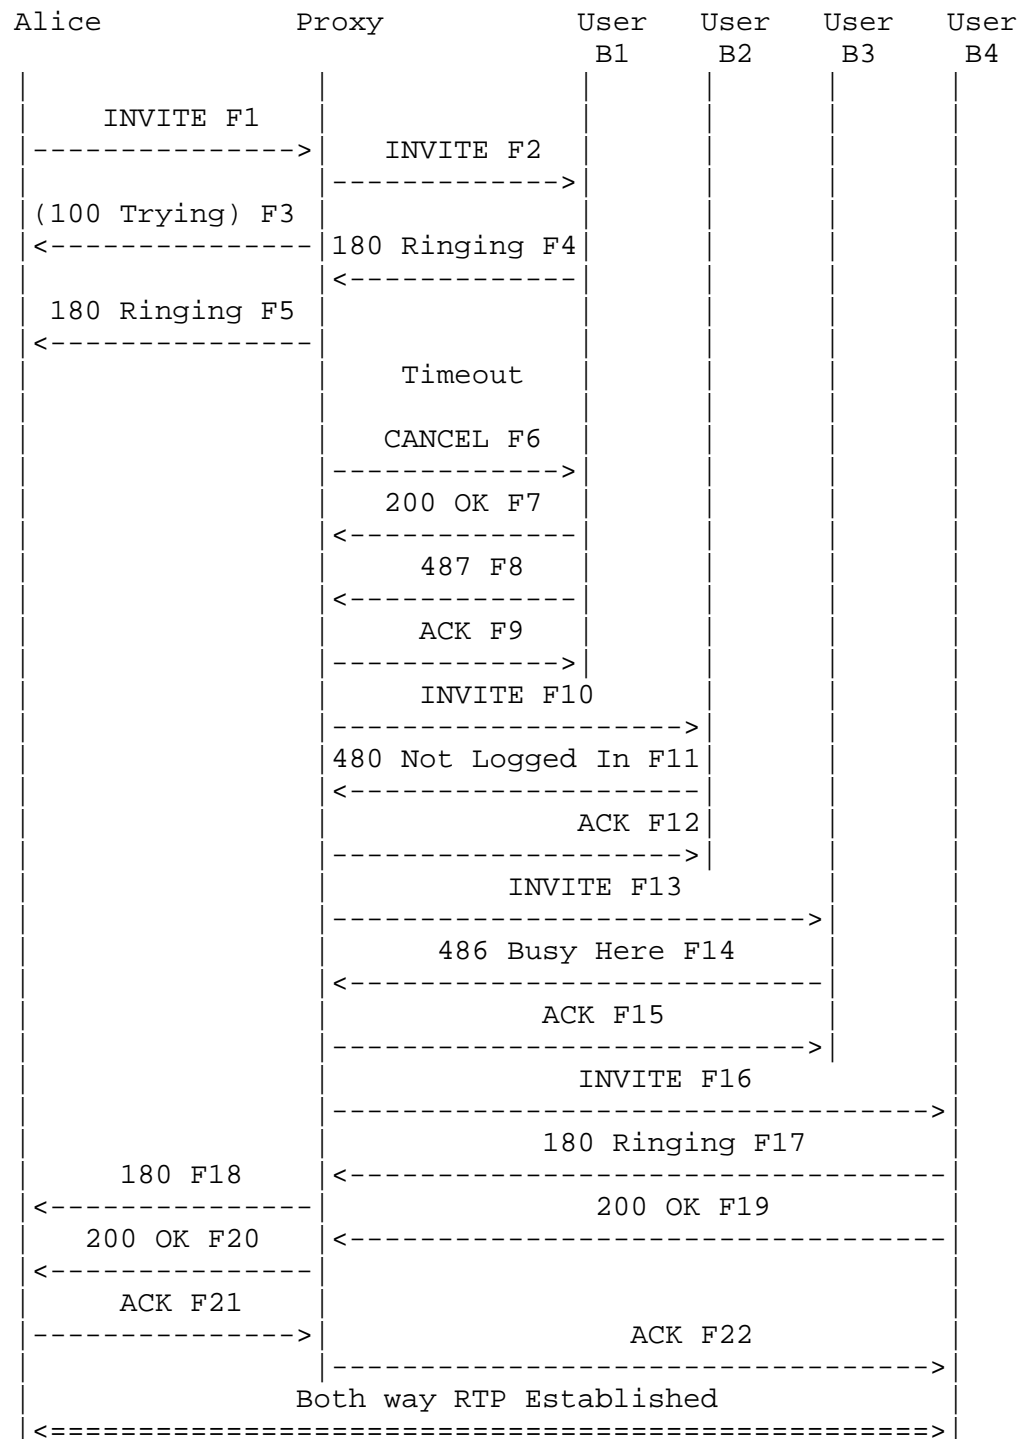 Alice Proxy User User User User
B1 B2 B3 B4
INVITE F1
INVITE F2
(100 Trying) F3
180 Ringing F4
180 Ringing F5
Timeout
CANCEL F6
200 OK F7
487 F8
ACK F9
INVITE F10
480 Not Logged In F11
ACK F12
INVITE F13
486 Busy Here F14
ACK F15
INVITE F16
180 Ringing F17
180 F18
200 OK F19
200 OK F20
ACK F21
ACK F22
Both way RTP Established